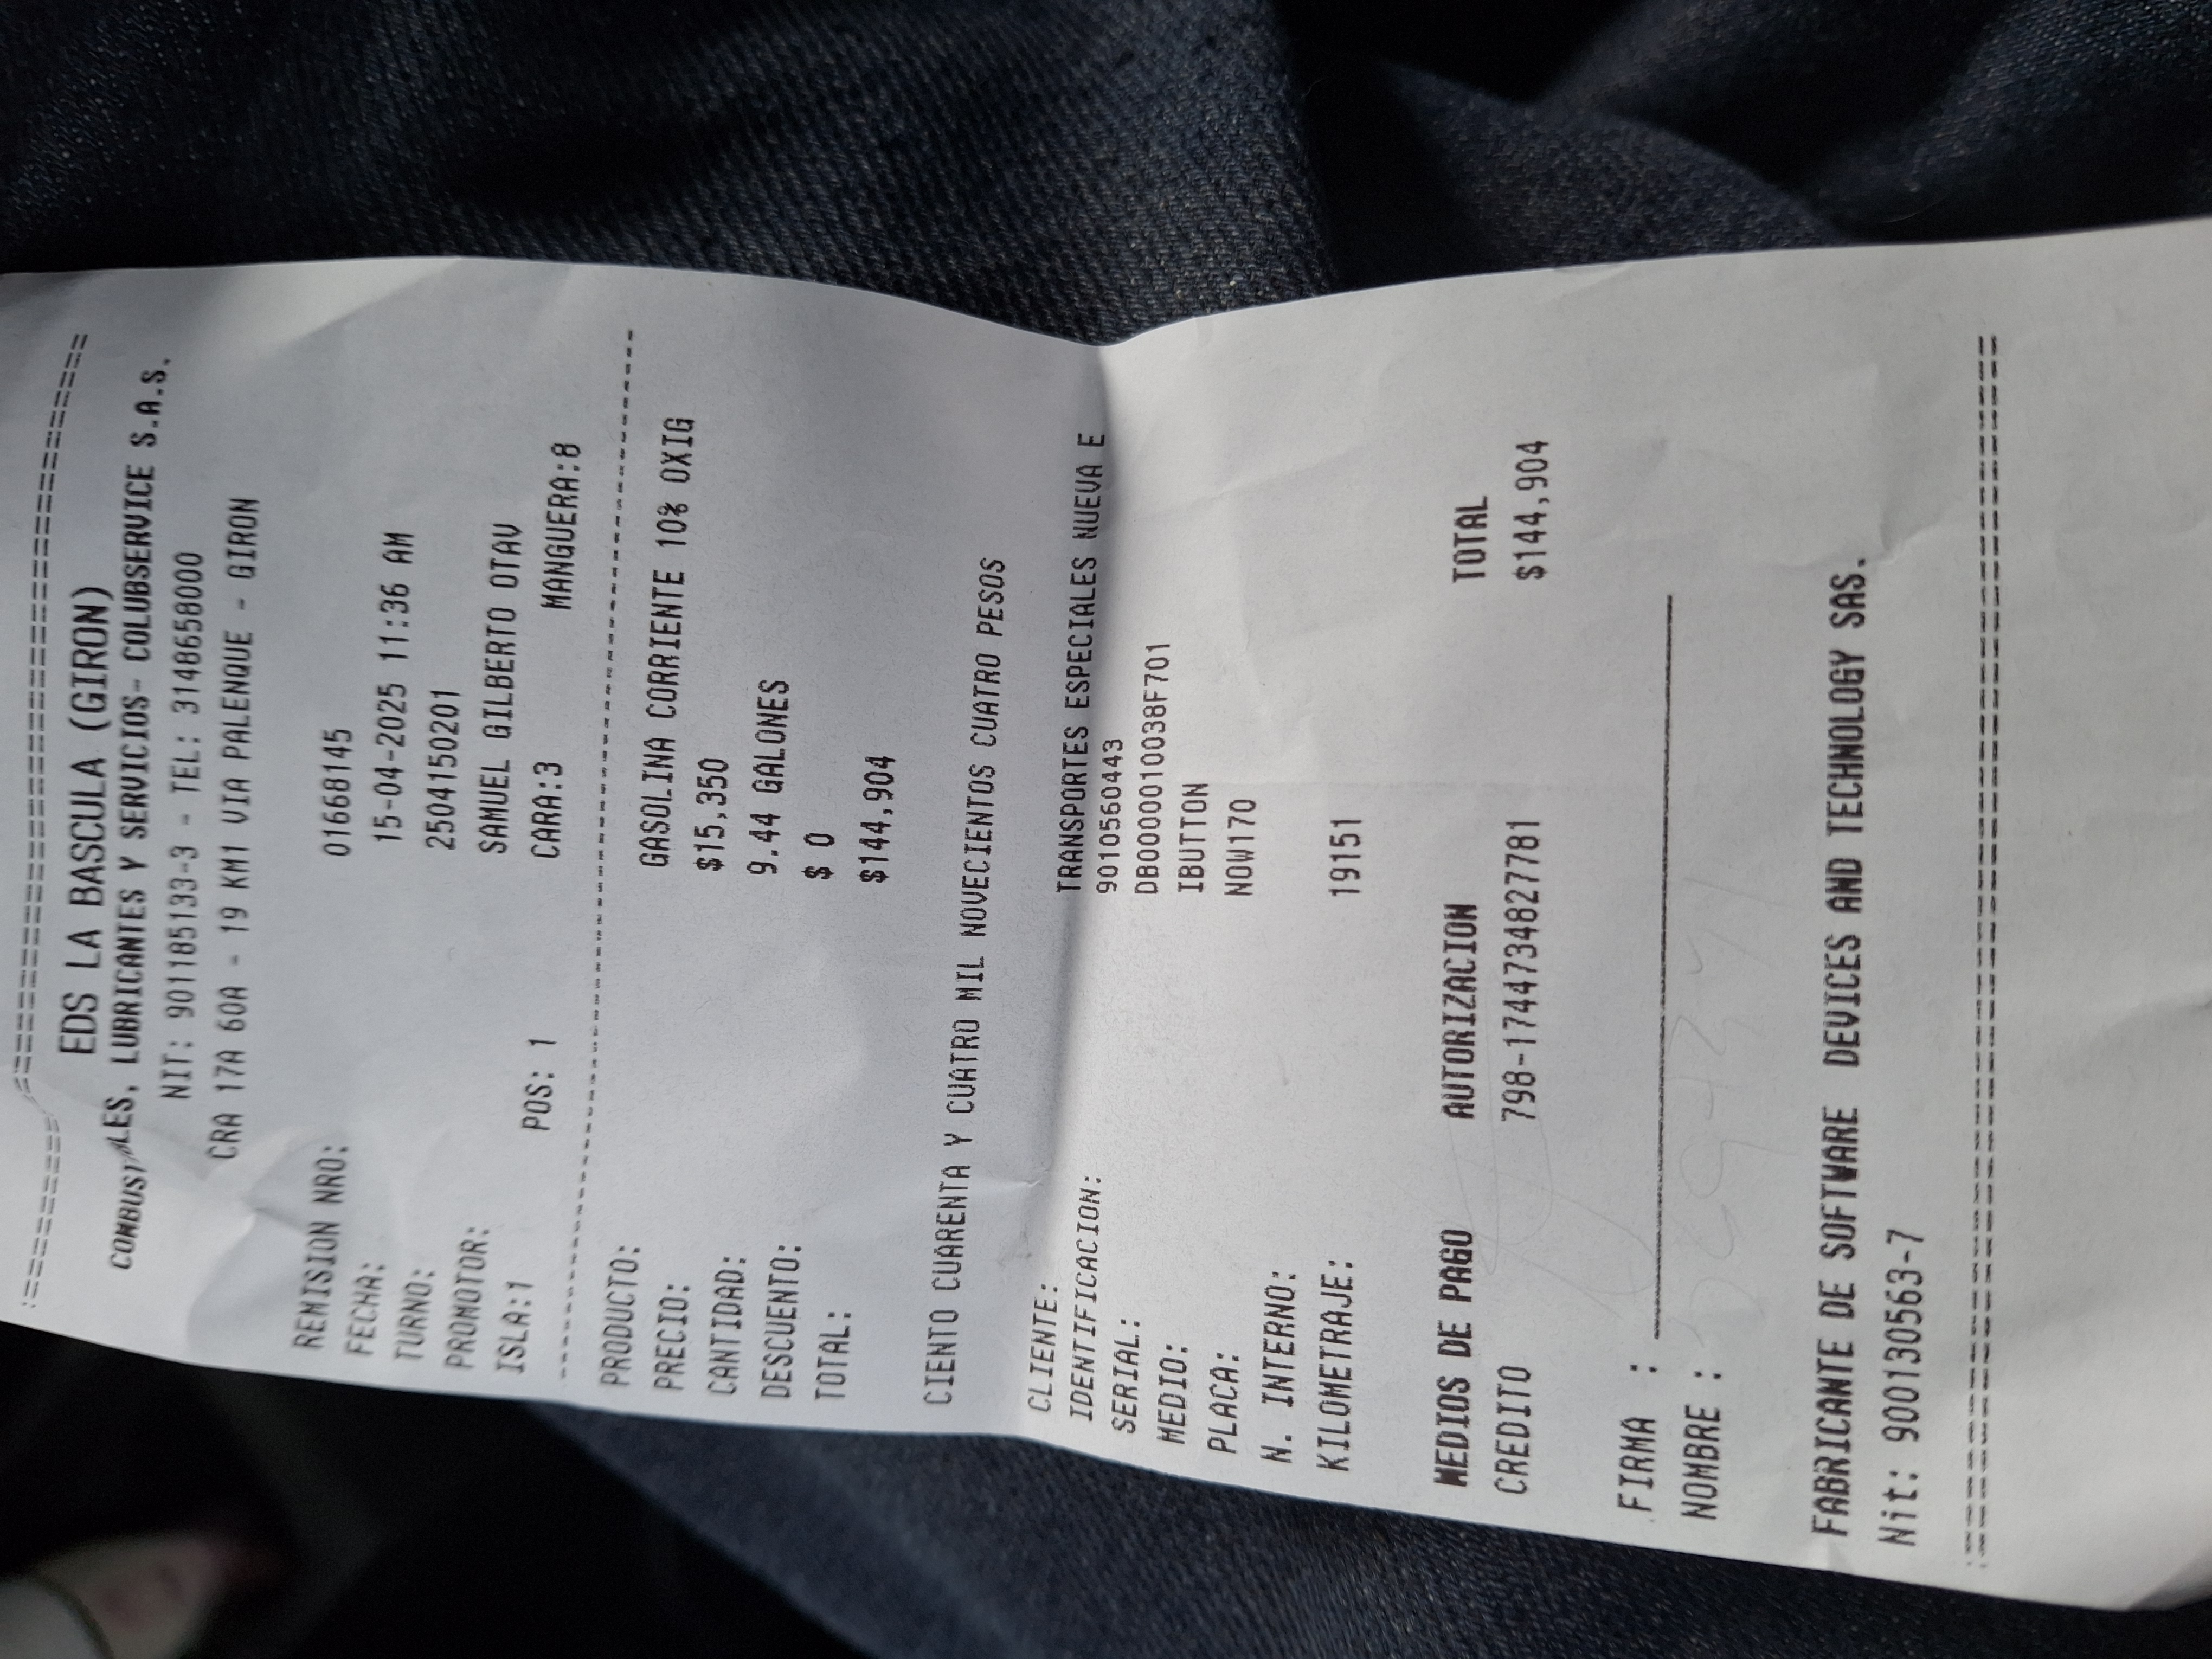 ================================================
EDS LA BASCULA (GIRON)
LUBRICANTES Y SERVICIOS- COLUBSERVICE S.A.S.
NIT: 901185133-3 - TEL: 3148658000
CRA 17A 60A - 19 KM1 VIA PALENQUE - GIRON
REMISION NRO: 01668145
FECHA: 15-04-2025 11:36 AM
TURNO: 2504150201
PROMOTOR: SAMUEL GILBERTO OTAV
ISLA:1 POS: 1 CARA:3 MANGUERA:8
------------------------------------------------
PRODUCTO: GASOLINA CORRIENTE 10% OXIG
PRECIO: $15,350
CANTIDAD: 9.44 GALONES
DESCUENTO: $ 0
TOTAL: $144,904
CIENTO CUARENTA Y CUATRO MIL NOVECIENTOS CUATRO PESOS
CLIENTE: TRANSPORTES ESPECIALES NUEVA E
IDENTIFICACION: 9010560443
SERIAL: DB0000010038F701
MEDIO: IBUTTON
PLACA: NOW170
N. INTERNO:
KILOMETRAJE: 19151
MEDIOS DE PAGO AUTORIZACION TOTAL
CREDITO 798-1744734827781 $144,904
FIRMA :
NOMBRE :
FABRICANTE DE SOFTWARE DEVICES AND TECHNOLOGY SAS.
Nit: 900130563-7
================================================